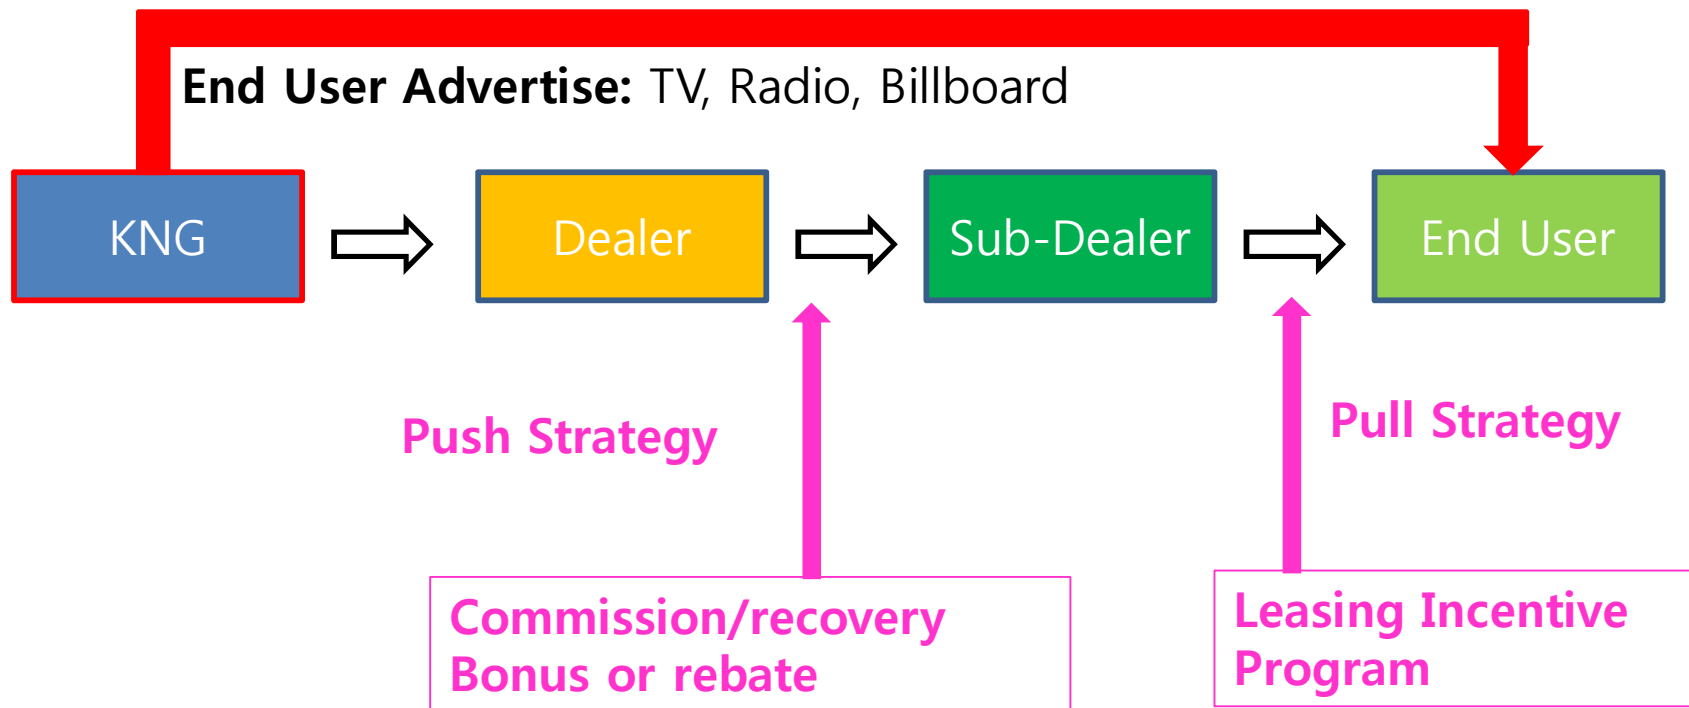 End User Advertise: TV, Radio, Billboard
KNG
Dealer
Sub-Dealer
End User
Push Strategy
Pull Strategy
Commission/recovery
Bonus or rebate
Leasing Incentive
Program